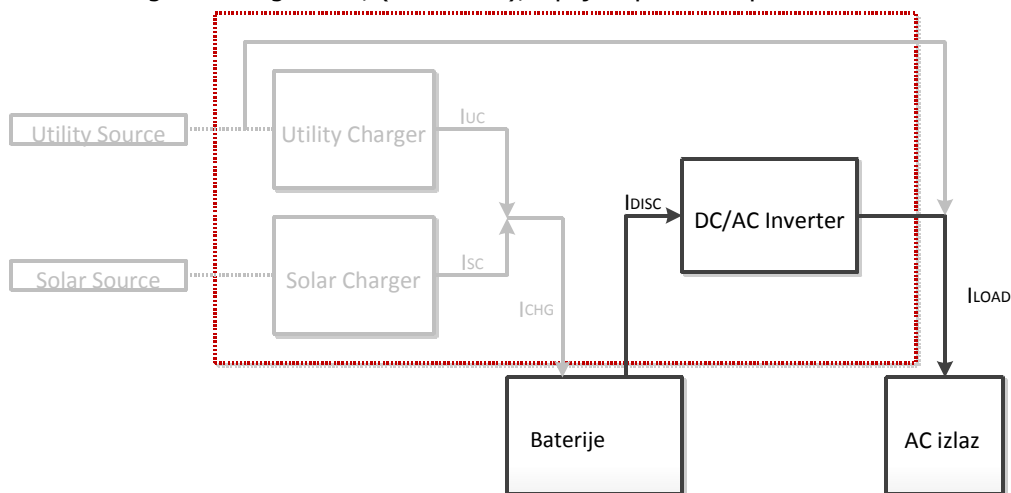 Utility Source
Utility Charger
IUC
IDISC
DC/AC Inverter
Solar Source
Solar Charger
ISC
ICHG
ILOAD
Baterije
AC izlaz